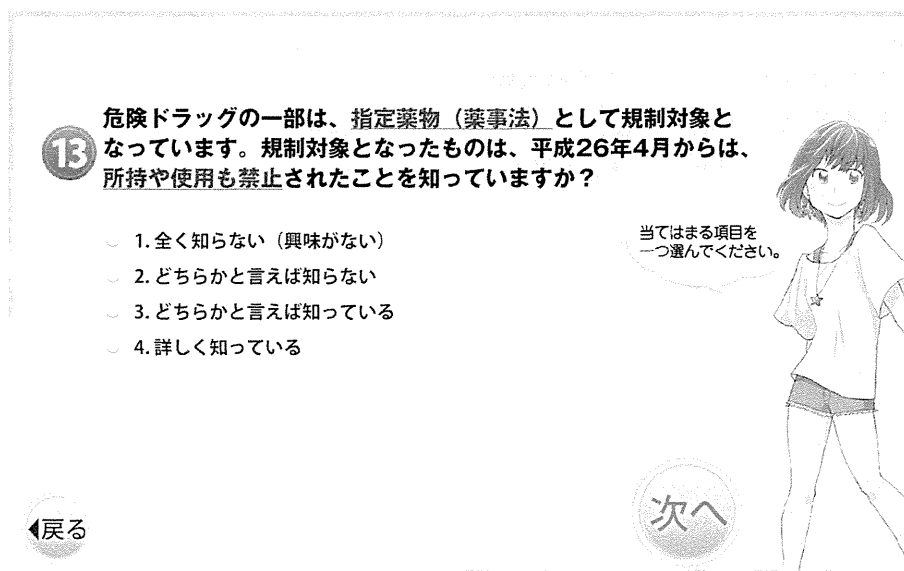 13
危険ドラッグの一部は、指定薬物（薬事法）として規制対象と
なっています。規制対象となったものは、平成26年4月からは、
所持や使用も禁止されたことを知っていますか？
1. 全く知らない（興味がない）
2. どちらかと言えば知らない
3. どちらかと言えば知っている
4. 詳しく知っている
当てはまる項目を
一つ選んでください。
◀戻る
次へ